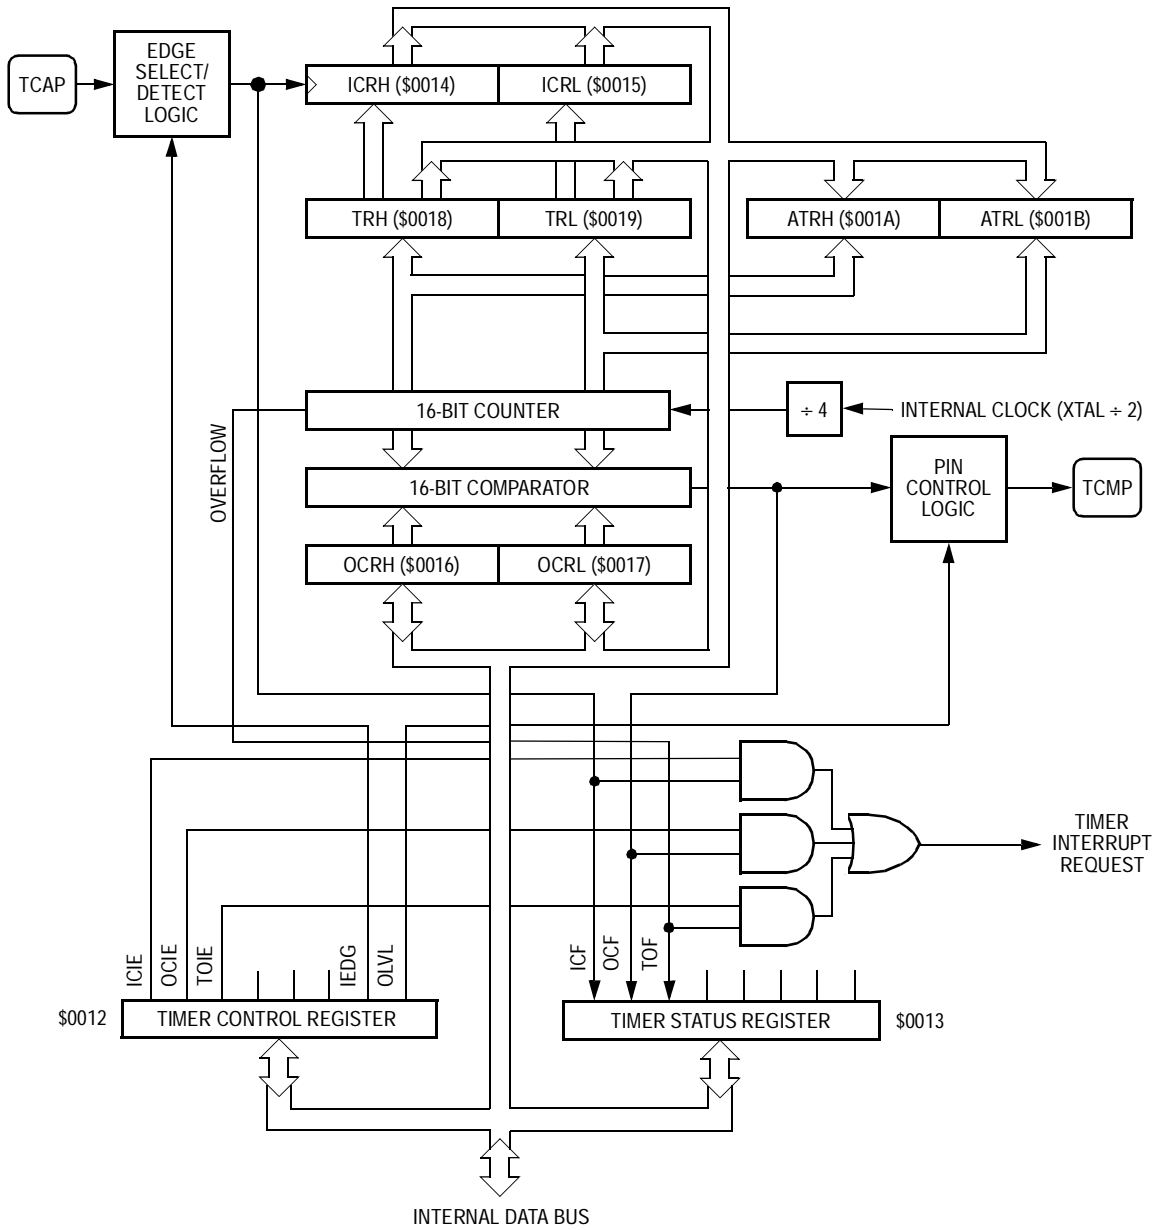 EDGE
SELECT/
DETECT
LOGIC
TCAP
ICRH ($0014)
ICRL ($0015)
TRH ($0018)
TRL ($0019)
ATRH ($001A)
ATRL ($001B)
16-BIT COUNTER
÷ 4
INTERNAL CLOCK (XTAL ÷ 2)
OVERFLOW
16-BIT COMPARATOR
PIN
CONTROL
LOGIC
TCMP
OCRH ($0016)
OCRL ($0017)
TIMER
INTERRUPT
REQUEST
ICIE
OCIE
TOIE
IEDG
OLVL
ICF
OCF
TOF
$0012
TIMER CONTROL REGISTER
TIMER STATUS REGISTER
$0013
INTERNAL DATA BUS